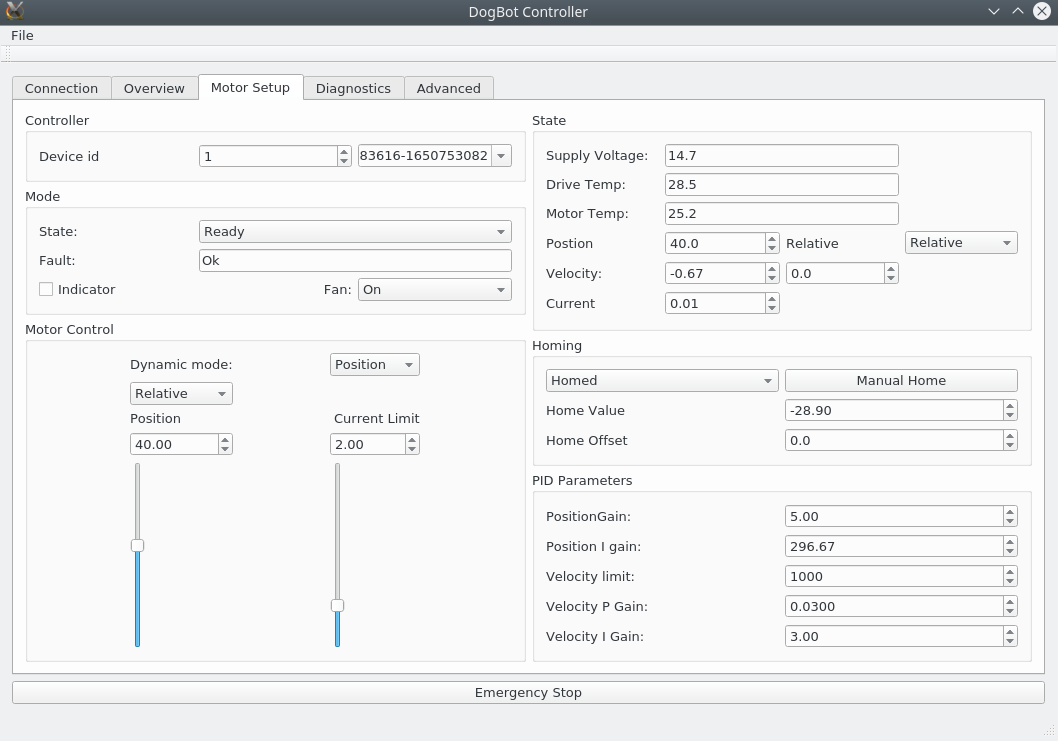 DogBot Controller
File
Connection Overview Motor Setup Diagnostics Advanced
Controller
Device id 1 83616-1650753082
Mode
State: Ready
Fault: Ok
Indicator Fan: On
Motor Control
Dynamic mode: Position
Relative
Position Current Limit
40.00 2.00
State
Supply Voltage: 14.7
Drive Temp: 28.5
Motor Temp: 25.2
Postion 40.0 Relative Relative
Velocity: -0.67 0.0
Current 0.01
Homing
Homed Manual Home
Home Value -28.90
Home Offset 0.0
PID Parameters
PositionGain: 5.00
Position I gain: 296.67
Velocity limit: 1000
Velocity P Gain: 0.0300
Velocity I Gain: 3.00
Emergency Stop